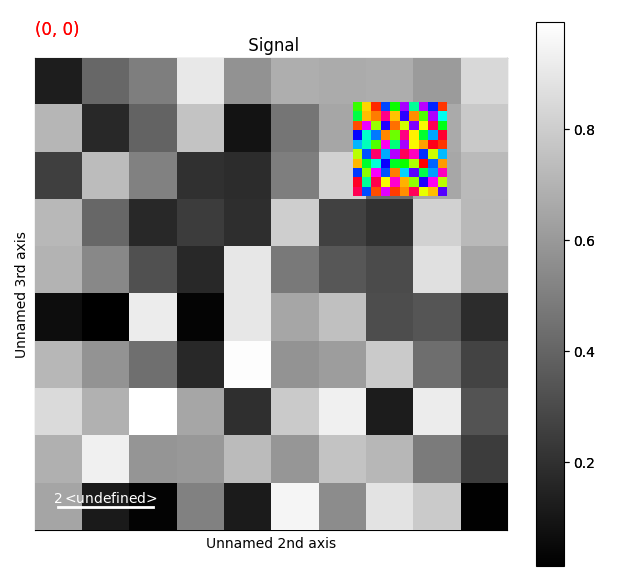 (0, 0)
Signal
0.8
0.6
0.4
0.2
Unnamed 3rd axis
2 <undefined>
Unnamed 2nd axis